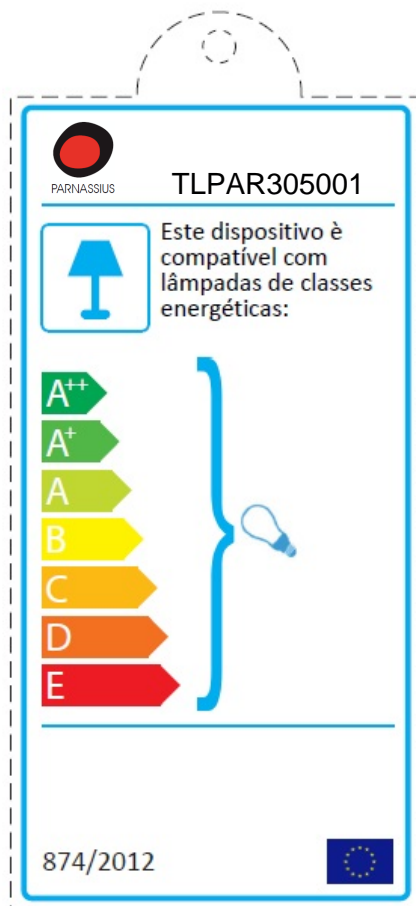 PARNASSIUS
TLPAR305001
Este dispositivo è
compatível com
lâmpadas de classes
energéticas:
A++
A+
A
B
C
D
E
874/2012